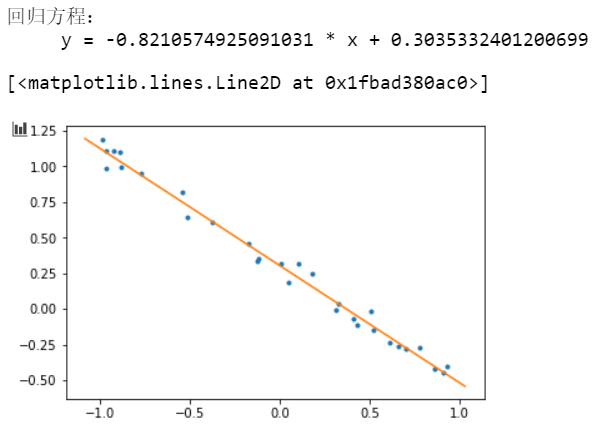 回归方程：
y = -0.8210574925091031 * x + 0.3035332401200699
[<matplotlib.lines.Line2D at 0x1fbad380ac0>]
1.25
1.00
0.75
0.50
0.25
0.00
−0.25
−0.50
−1.0 −0.5 0.0 0.5 1.0